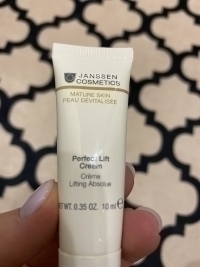 JANSSEN
COSMETICS
MATURE SKIN
PEAU DÉVITALISÉE
Perfect Lift
Cream
Crème
Lifting Absolue
NET.WT. 0.35 OZ. 10 ml ℮